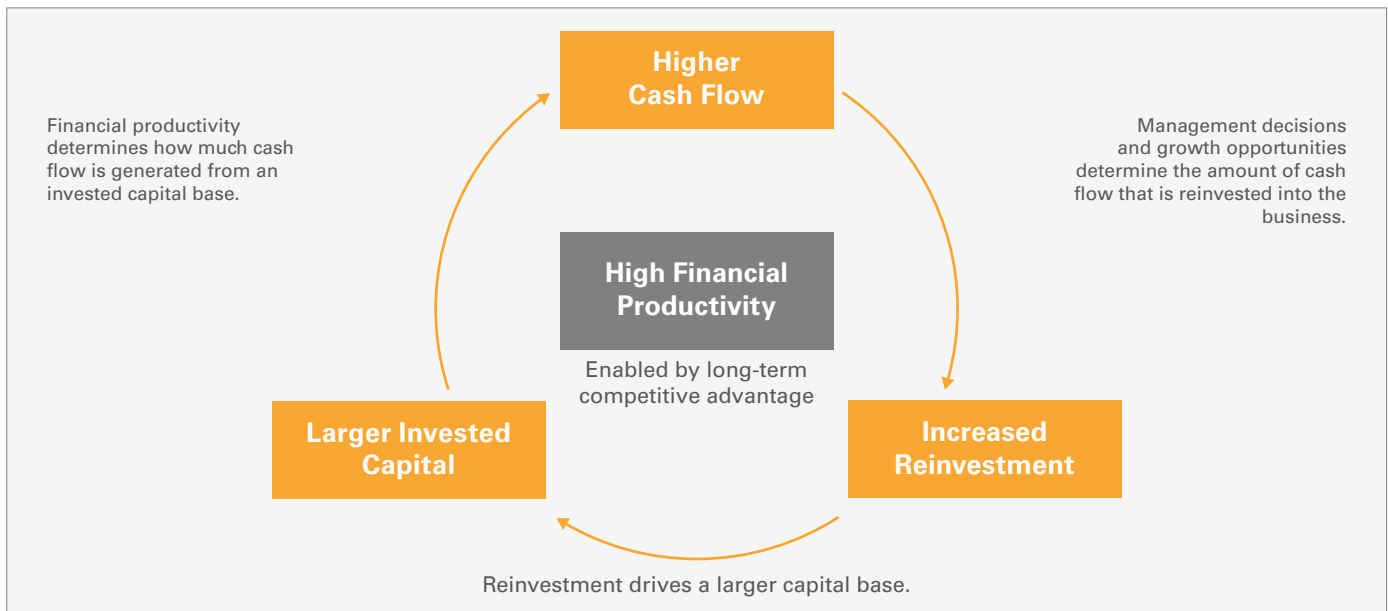 Higher
Cash Flow
Financial productivity
determines how much cash
flow is generated from an
invested capital base.
Management decisions
and growth opportunities
determine the amount of cash
flow that is reinvested into the
business.
High Financial
Productivity
Enabled by long-term
competitive advantage
Larger Invested
Capital
Increased
Reinvestment
Reinvestment drives a larger capital base.